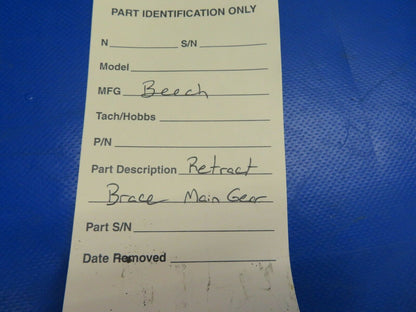 PART IDENTIFICATION ONLY
N S/N
Model
MFG Beech
Tach/Hobbs
P/N
Part Description Retract
Brace Main Gear
Part S/N
Date Removed